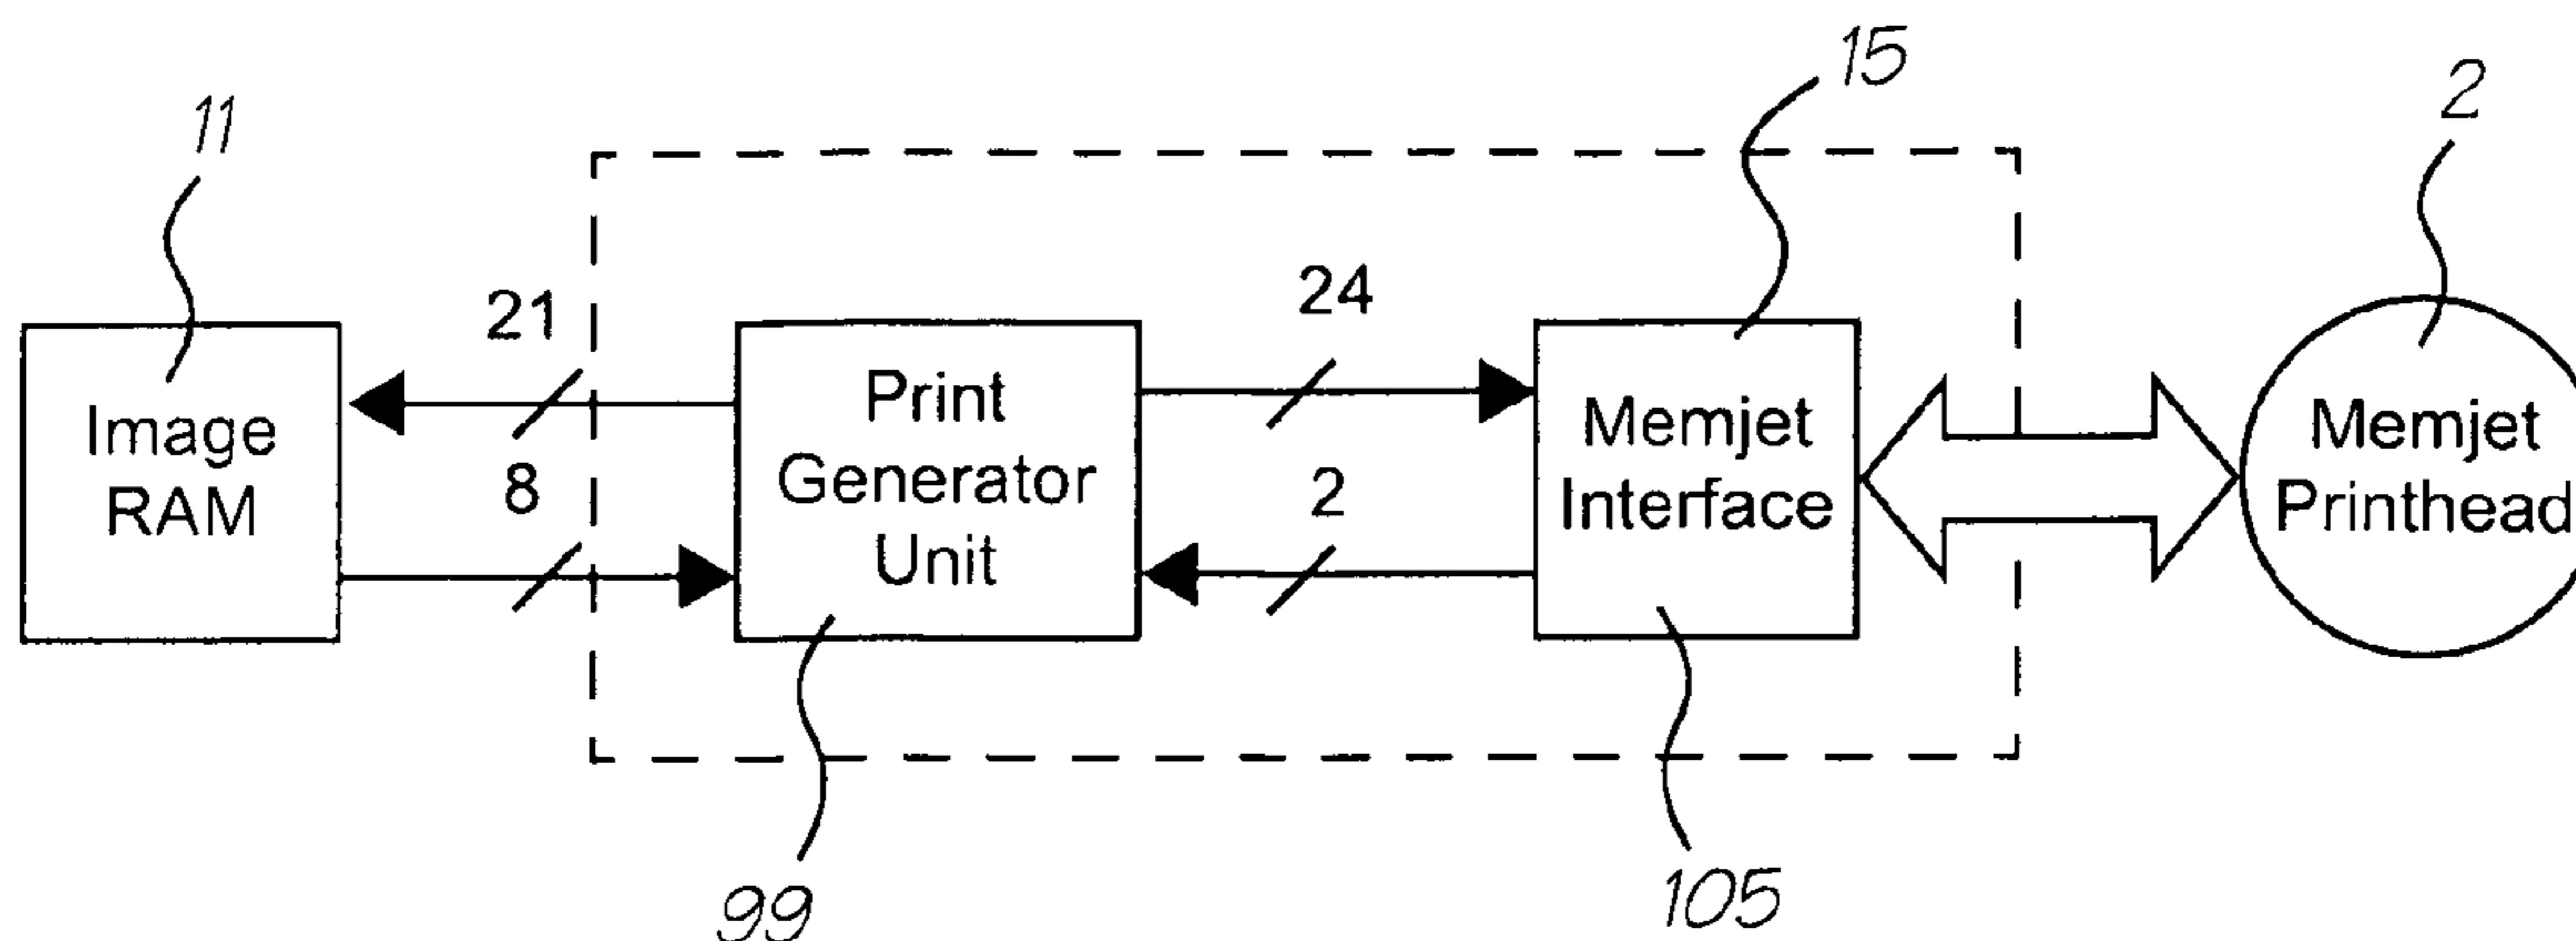 15
2
11
21
24
8
2
Image
RAM
Print
Generator
Unit
Memjet
Interface
Memjet
Printhead
99
105